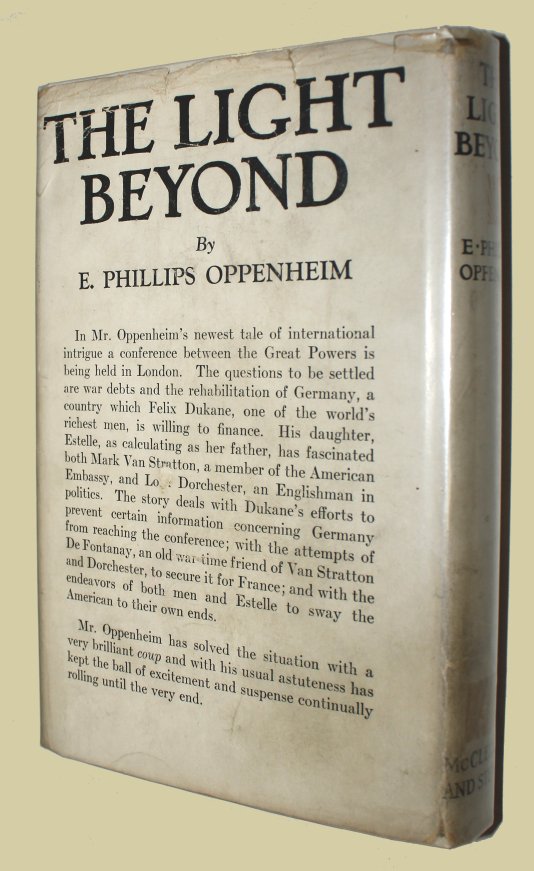 THE LIGHT
BEYOND
By
E. PHILLIPS OPPENHEIM
In Mr. Oppenheim's newest tale of international
intrigue a conference between the Great Powers is
being held in London. The questions to be settled
are war debts and the rehabilitation of Germany, a
country which Felix Dukane, one of the world's
richest men, is willing to finance. His daughter,
Estelle, as calculating as her father, has fascinated
both Mark Van Stratton, a member of the American
Embassy, and Dorchester, an Englishman in
politics. The story deals with Dukane's efforts to
prevent certain information concerning Germany
from reaching the conference; with the attempts of
De Fontanay, an old war-time friend of Van Stratton
and Dorchester, to secure it for France; and with the
endeavors of both men and Estelle to sway the
American to their own ends.
Mr. Oppenheim has solved the situation with a
very brilliant coup and with his usual astuteness has
kept the ball of excitement and suspense continually
rolling until the very end.
E·
AND